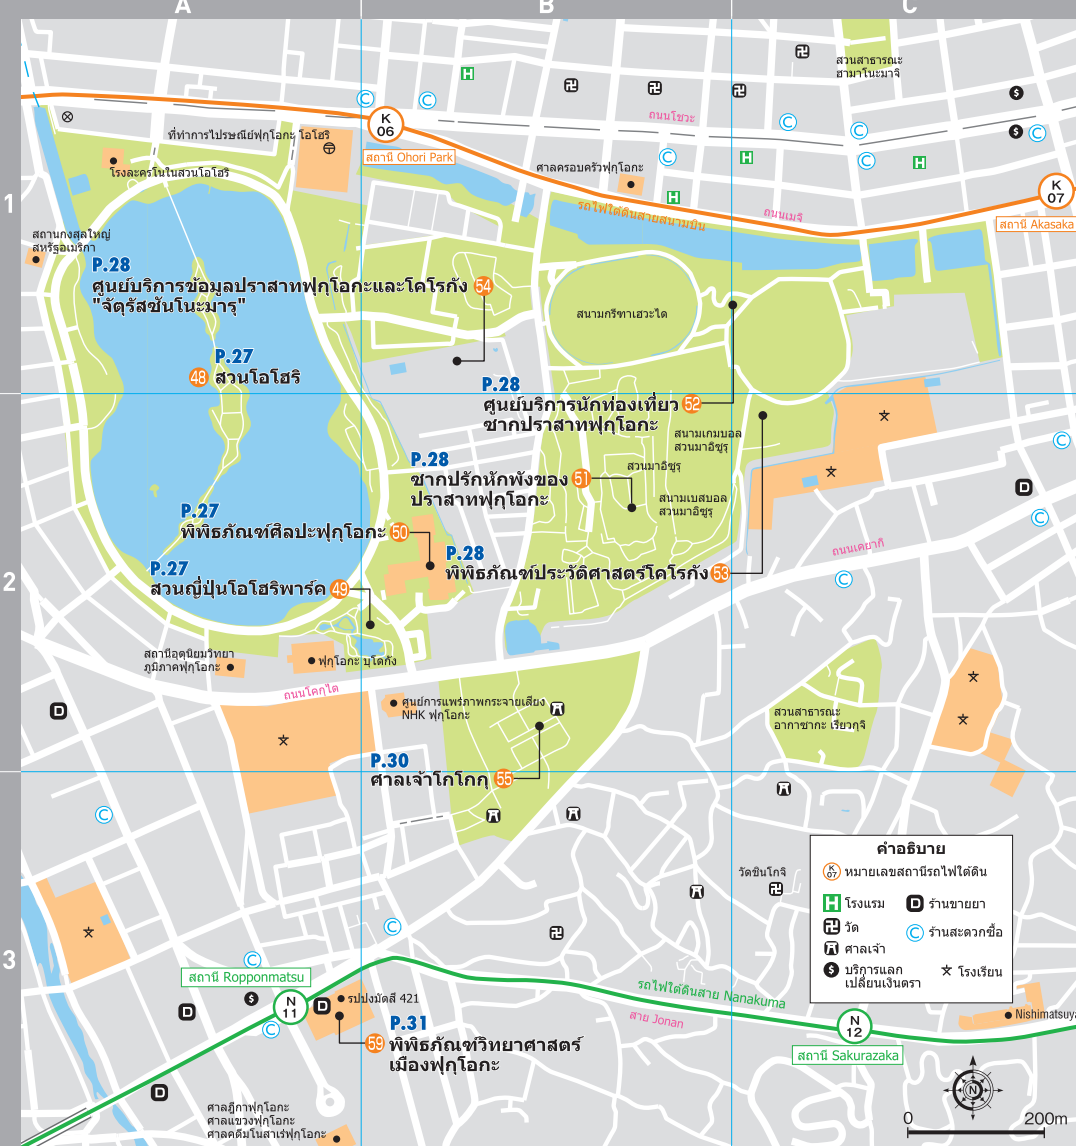 A
B
C
สวนสาธารณะ
ฮามาโนะมาจิ
ถนนโชวะ
K
06
สถานี Ohori Park
ที่ทำการไปรษณีย์ฟุกุโอกะ โอโฮริ
โรงละครโนในสวนโอโฮริ
ศาลครอบครัวฟุกุโอกะ
รถไฟใต้ดินสายสนามบิน
ถนนเมจิ
K
07
สถานี Akasaka
1
สถานกงสุลใหญ่
สหรัฐอเมริกา
P.28
ศูนย์บริการข้อมูลปราสาทฟุกุโอกะและโคโรกัง 54
"จัตุรัสซันโนะมารุ"
สนามกรีฑาเฮวะได
P.27
48 สวนโอโฮริ
P.28
ศูนย์บริการนักท่องเที่ยว 52
ซากปราสาทฟุกุโอกะ
สนามเกมบอล
สวนมาอิซุรุ
สวนมาอิซุรุ
P.28
ซากปรักหักพังของ 51
ปราสาทฟุกุโอกะ
สนามเบสบอล
สวนมาอิซุรุ
P.27
พิพิธภัณฑ์ศิลปะฟุกุโอกะ 50
ถนนเคยากิ
P.28
พิพิธภัณฑ์ประวัติศาสตร์โคโรกัง 53
2
P.27
สวนญี่ปุ่นโอโฮริพาร์ค 49
สถานีอุตุนิยมวิทยา
ภูมิภาคฟุกุโอกะ
ฟุกุโอกะ บุโดกัง
ถนนโคกุไต
ศูนย์การแพร่ภาพกระจายเสียง
NHK ฟุกุโอกะ
สวนสาธารณะ
อากาซากะ เรียวกุจิ
P.30
ศาลเจ้าโกโกกุ 55
คำอธิบาย
K
07
หมายเลขสถานีรถไฟใต้ดิน
H โรงแรม
D ร้านขายยา
วัด
C ร้านสะดวกซื้อ
ศาลเจ้า
$ บริการแลก
เปลี่ยนเงินตรา
โรงเรียน
วัดชินโกจิ
3
สถานี Ropponmatsu
N
11
รปปงมัตสึ 421
P.31
59 พิพิธภัณฑ์วิทยาศาสตร์
เมืองฟุกุโอกะ
รถไฟใต้ดินสาย Nanakuma
สาย Jonan
N
12
สถานี Sakurazaka
Nishimatsuya
ศาลฎีกาฟุกุโอกะ
ศาลแขวงฟุกุโอกะ
ศาลคดีมโนสาเร่ฟุกุโอกะ
N
0 200m